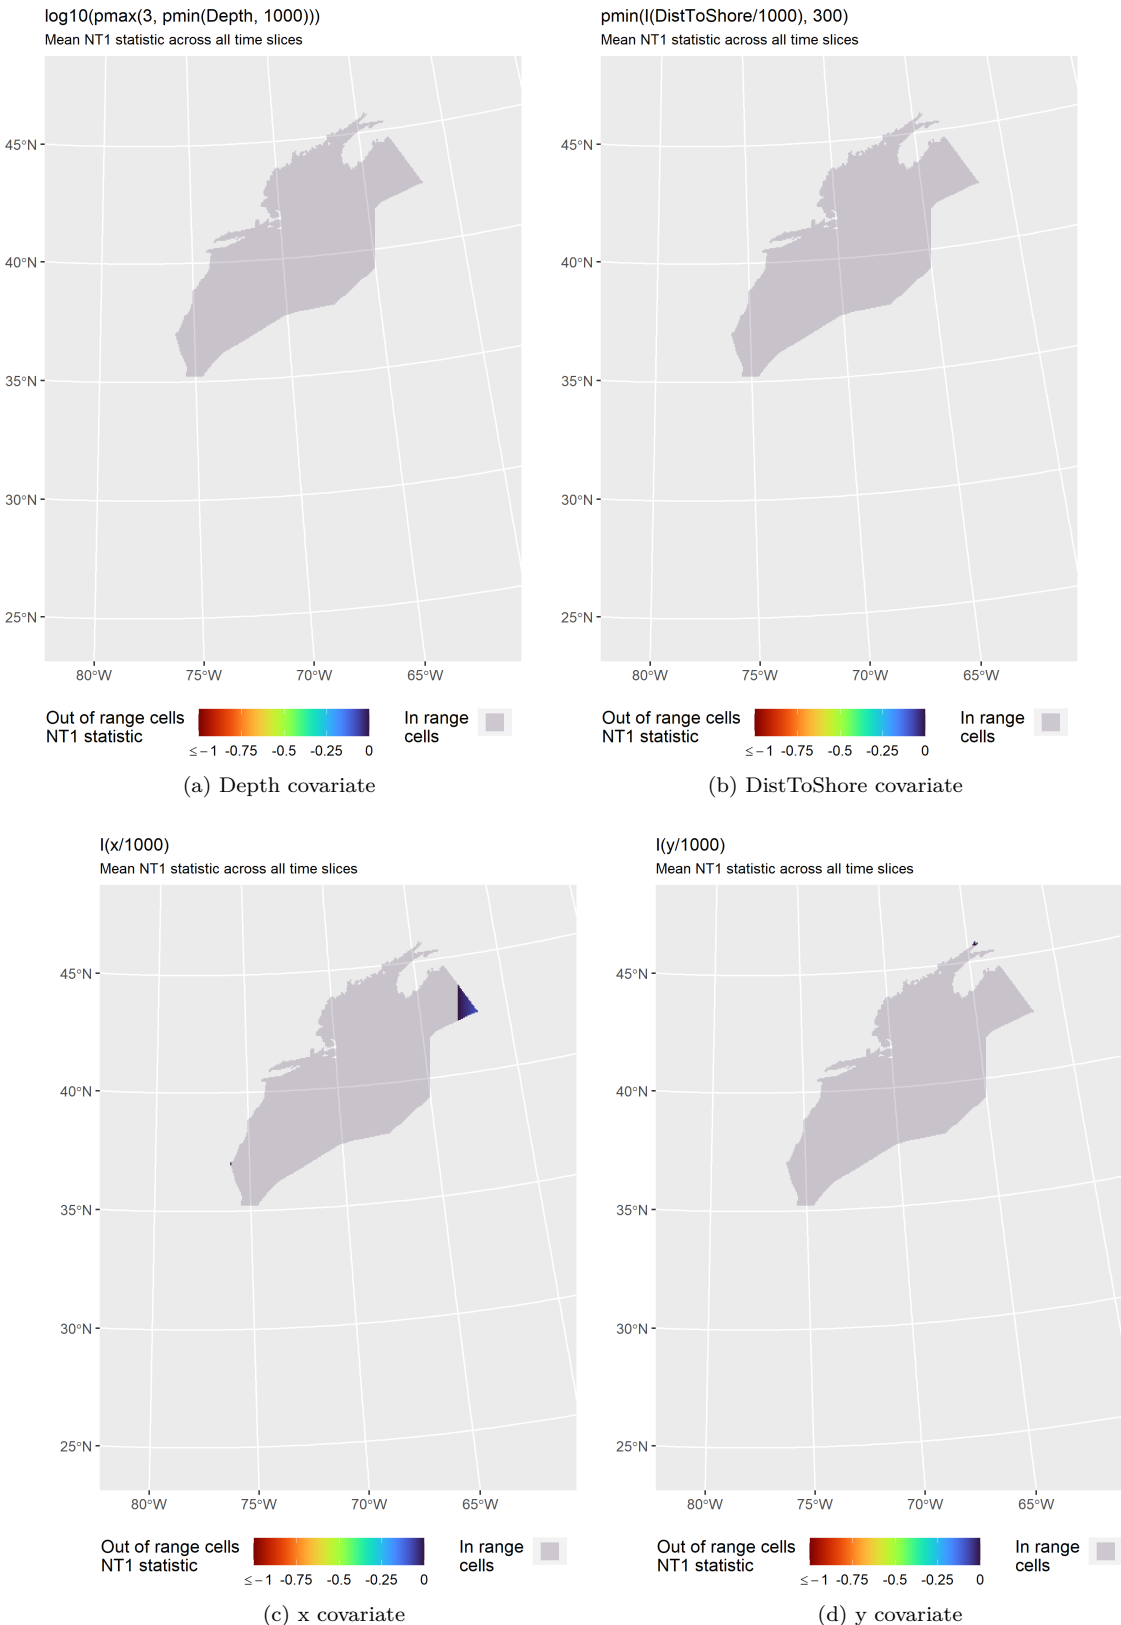 log10(pmax(3, pmin(Depth, 1000)))
Mean NT1 statistic across all time slices
45°N
40°N
35°N
30°N
25°N
80°W 75°W 70°W 65°W
Out of range cells
NT1 statistic
≤−1 -0.75 -0.5 -0.25 0
In range
cells
(a) Depth covariate
pmin(I(DistToShore/1000), 300)
Mean NT1 statistic across all time slices
45°N
40°N
35°N
30°N
25°N
80°W 75°W 70°W 65°W
Out of range cells
NT1 statistic
≤−1 -0.75 -0.5 -0.25 0
In range
cells
(b) DistToShore covariate
I(x/1000)
Mean NT1 statistic across all time slices
45°N
40°N
35°N
30°N
25°N
80°W 75°W 70°W 65°W
Out of range cells
NT1 statistic
≤−1 -0.75 -0.5 -0.25 0
In range
cells
(c) x covariate
I(y/1000)
Mean NT1 statistic across all time slices
45°N
40°N
35°N
30°N
25°N
80°W 75°W 70°W 65°W
Out of range cells
NT1 statistic
≤−1 -0.75 -0.5 -0.25 0
In range
cells
(d) y covariate